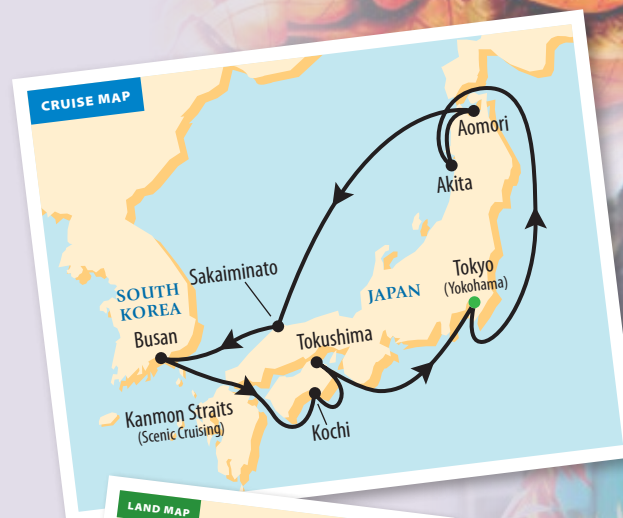 CRUISE MAP
Aomori
Akita
Sakaiminato
SOUTH
KOREA
JAPAN
Tokyo
(Yokohama)
Busan
Tokushima
Kanmon Straits
(Scenic Cruising)
Kochi
LAND MAP